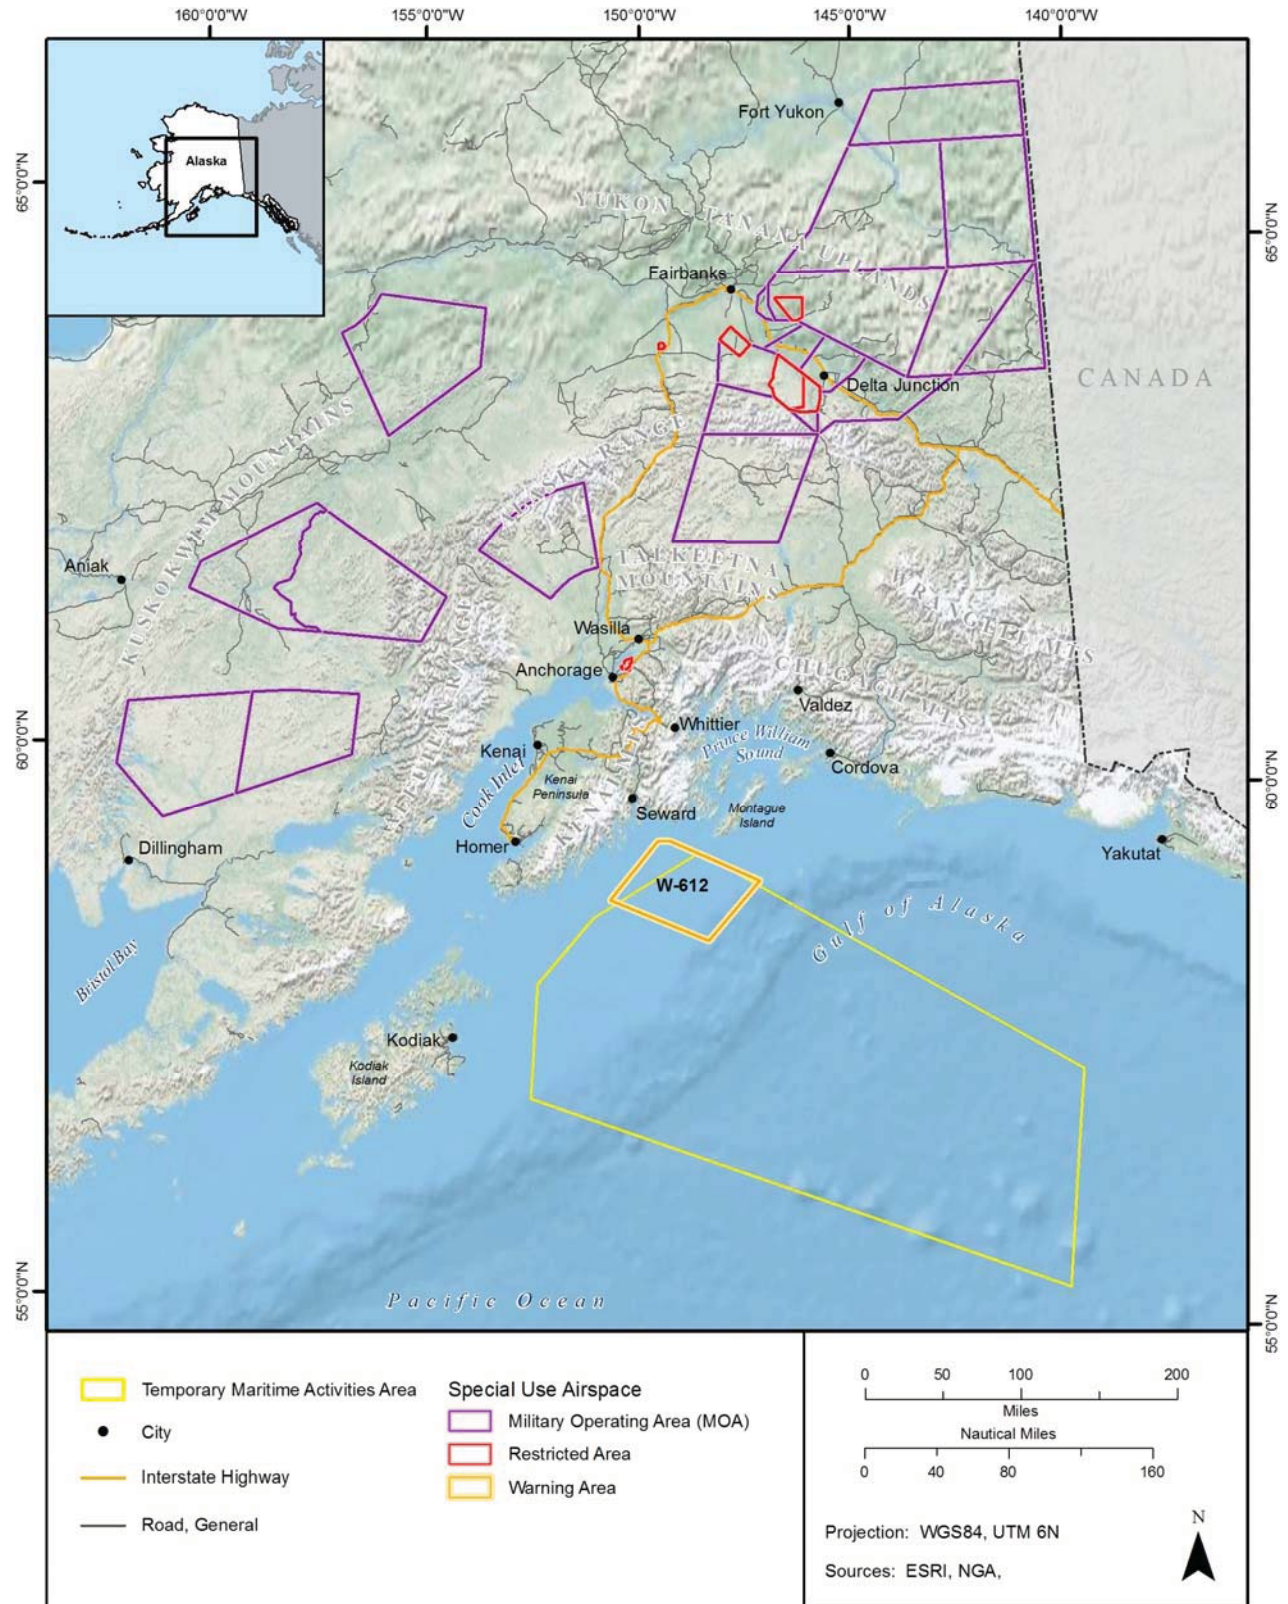 160°0'0"W
155°0'0"W
150°0'0"W
145°0'0"W
140°0'0"W
65°0'0"N
60°0'0"N
55°0'0"N
65°0'0"N
60°0'0"N
55°0'0"N
Alaska
Fort Yukon
YUKON - TANANA UPLANDS
Fairbanks
Delta Junction
CANADA
KUSKOKWIM MOUNTAINS
ALASKA RANGE
Aniak
TALKEETNA
MOUNTAINS
WRANGELL MTS
Wasilla
Anchorage
CHUGACH MTS
Valdez
Whittier
Prince William
Sound
Cordova
Kenai
Cook Inlet
Kenai
Peninsula
KENAI
Seward
Montague
Island
Homer
Yakutat
Dillingham
W-612
Gulf of Alaska
Bristol Bay
Kodiak
Kodiak
Island
Pacific Ocean
Temporary Maritime Activities Area
City
Interstate Highway
Road, General
Special Use Airspace
Military Operating Area (MOA)
Restricted Area
Warning Area
0 50 100 200
Miles
Nautical Miles
0 40 80 160
N
Projection: WGS84, UTM 6N
Sources: ESRI, NGA,